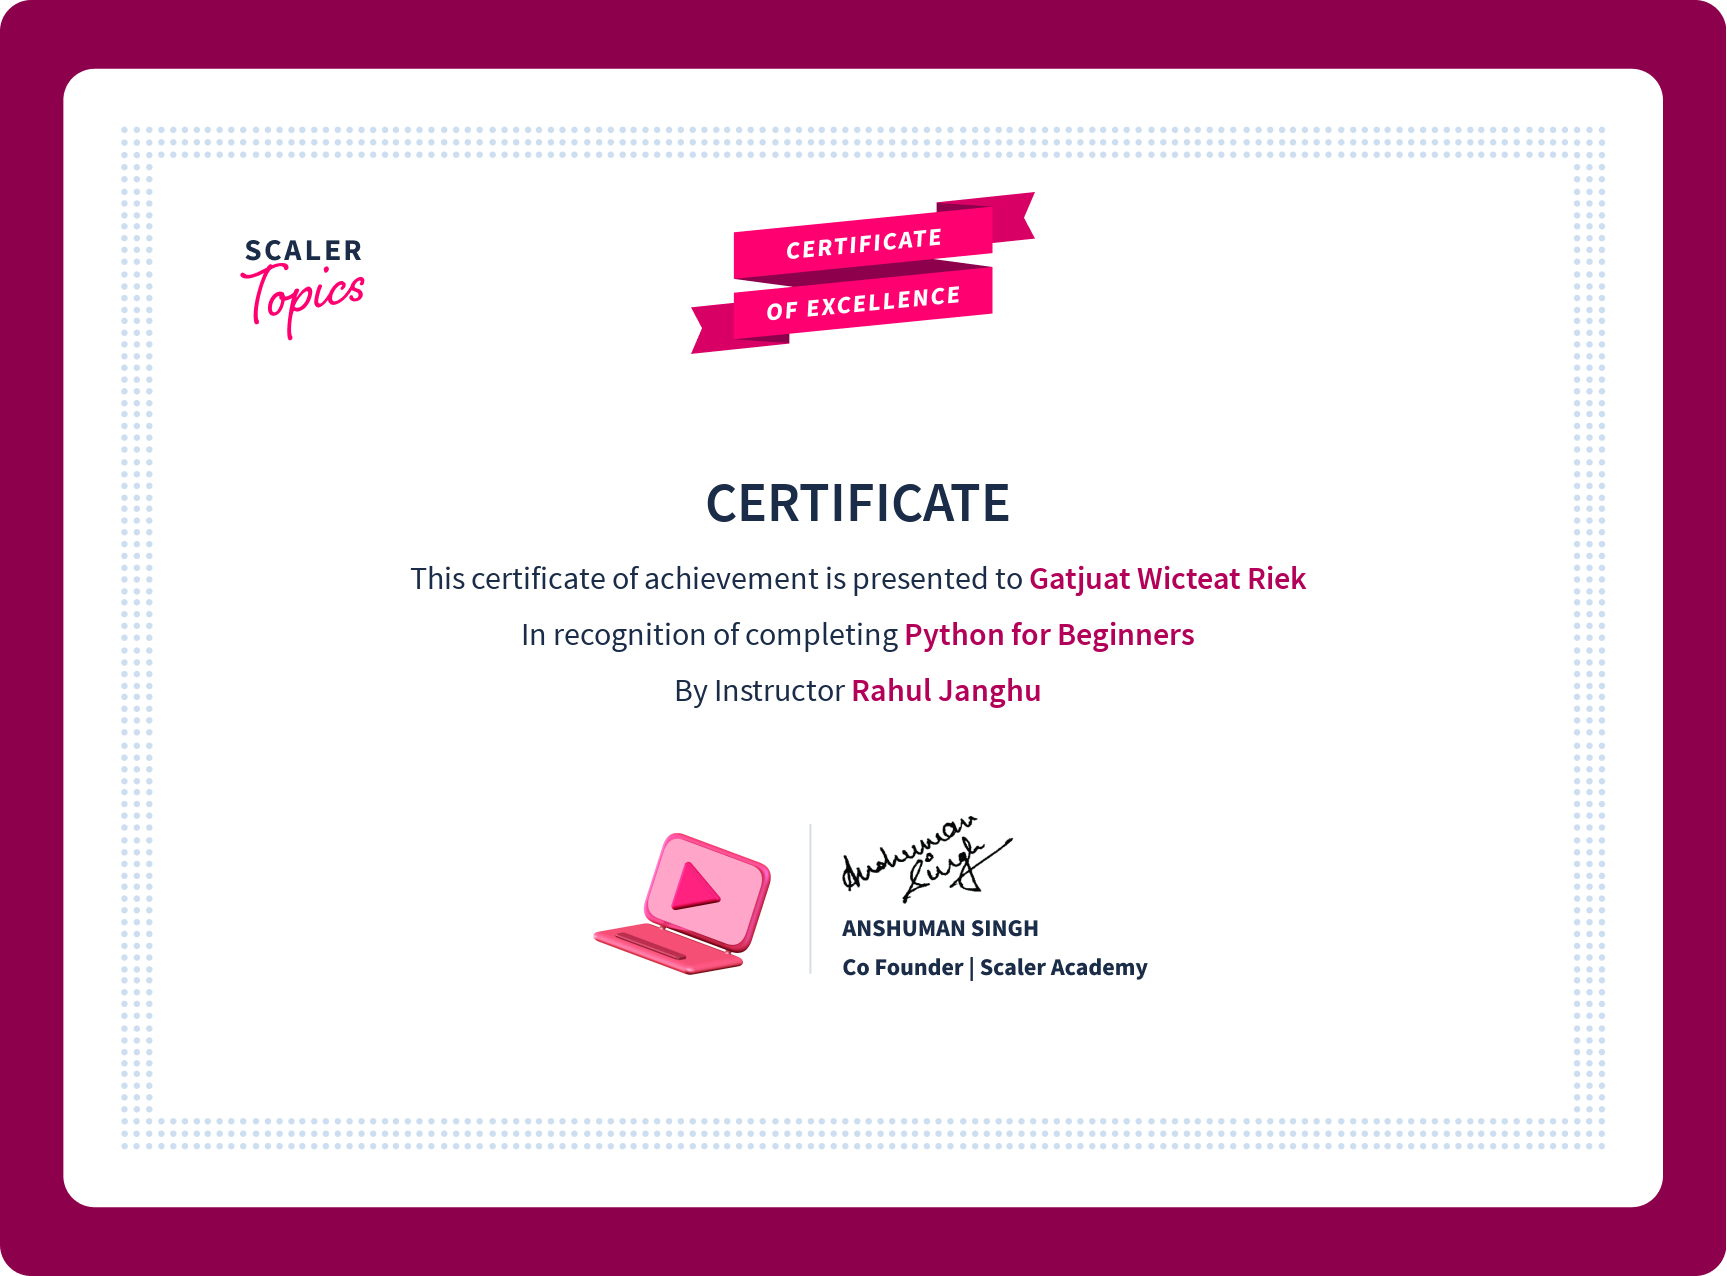 SCALER
Topics
CERTIFICATE
OF EXCELLENCE
CERTIFICATE
This certificate of achievement is presented to Gatjuat Wicteat Riek
In recognition of completing Python for Beginners
By Instructor Rahul Janghu
Anshuman
Singh
ANSHUMAN SINGH
Co Founder | Scaler Academy